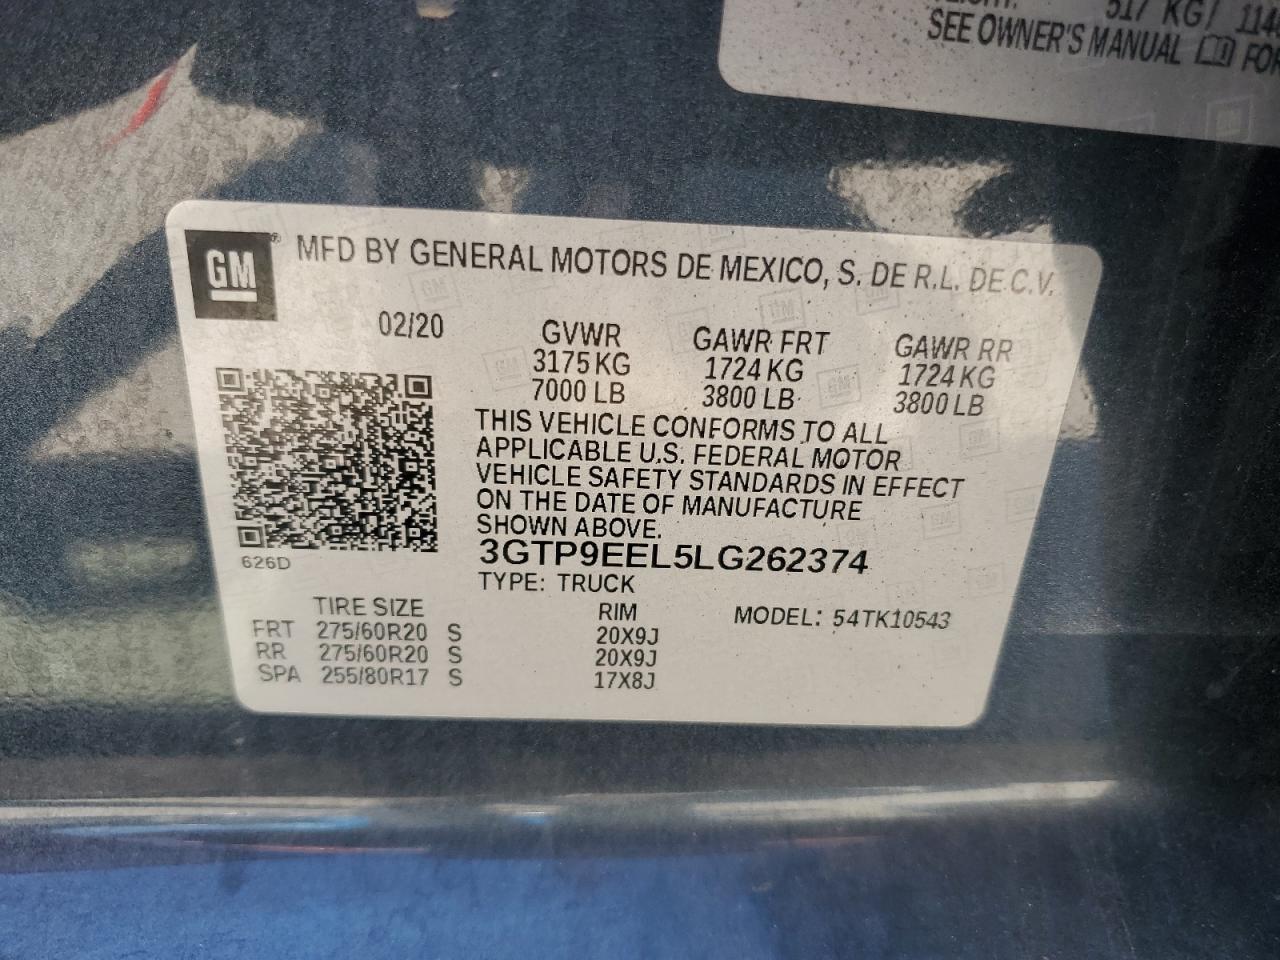 517 KG/
SEE OWNER'S MANUAL
GM
MFD BY GENERAL MOTORS DE MEXICO, S. DE R.L. DE C.V.
02/20
GVWR GAWR FRT GAWR RR
3175 KG 1724 KG 1724 KG
7000 LB 3800 LB 3800 LB
THIS VEHICLE CONFORMS TO ALL
APPLICABLE U.S. FEDERAL MOTOR
VEHICLE SAFETY STANDARDS IN EFFECT
ON THE DATE OF MANUFACTURE
SHOWN ABOVE.
3GTP9EEL5LG262374
626D
TYPE: TRUCK
TIRE SIZE RIM MODEL: 54TK10543
FRT 275/60R20 S 20X9J
RR 275/60R20 S 20X9J
SPA 255/80R17 S 17X8J